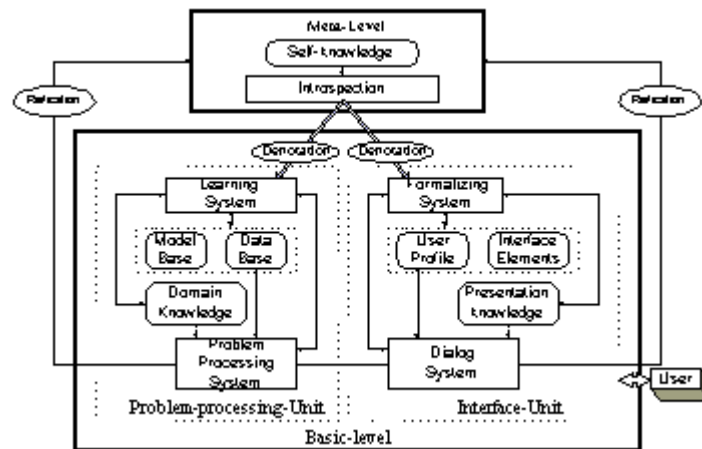 Meta-Level
Self-Knowledge
Introspection
Reification
Reification
Denotation
Denotation
Learning
System
Formalizing
System
Model
Base
Data
Base
User
Profile
Interface
Elements
Domain
Knowledge
Presentation
Knowledge
Problem
Processing
System
Dialog
System
User
Problem-processing-Unit
Interface-Unit
Basic-level